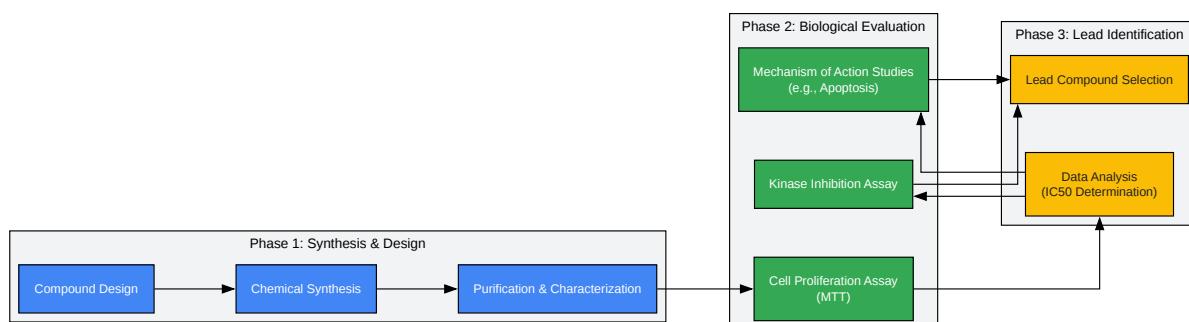 Phase 1: Synthesis & Design
Compound Design
Chemical Synthesis
Purification & Characterization
Phase 2: Biological Evaluation
Mechanism of Action Studies
(e.g., Apoptosis)
Kinase Inhibition Assay
Cell Proliferation Assay
(MTT)
Phase 3: Lead Identification
Lead Compound Selection
Data Analysis
(IC50 Determination)